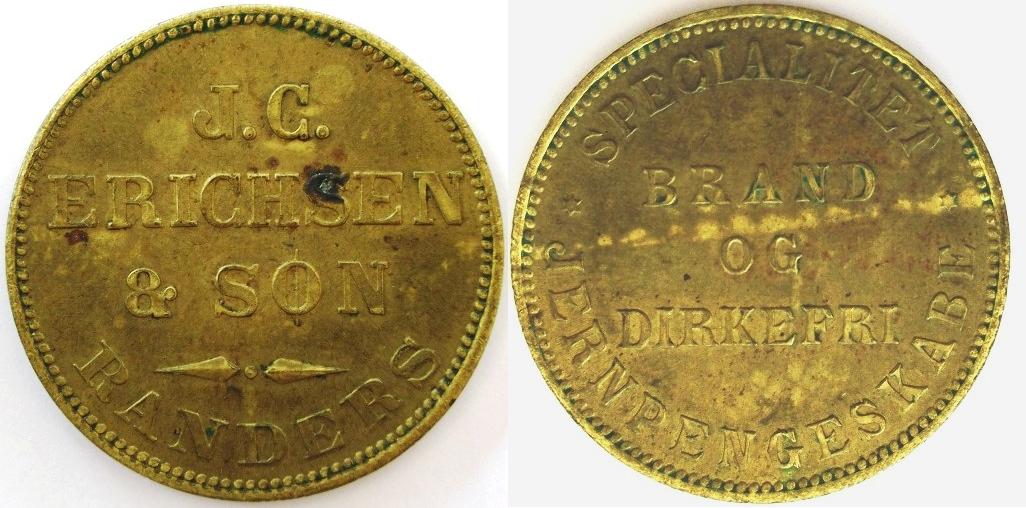 J.C.
ERICHSEN
& SØN
RANDERS
SPECIALITET
BRAND
OG
DIRKEFRI
JERNPENGESKABE